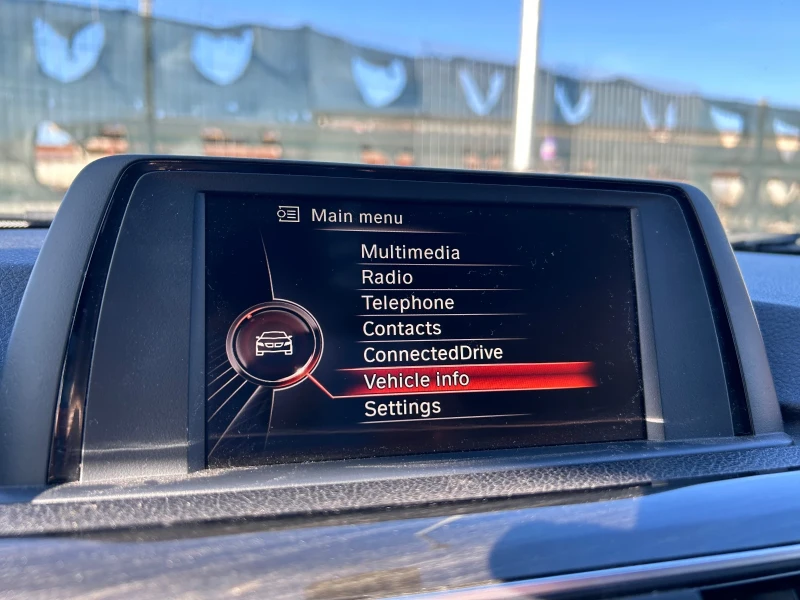 Main menu
Multimedia
Radio
Telephone
Contacts
ConnectedDrive
Vehicle info
Settings